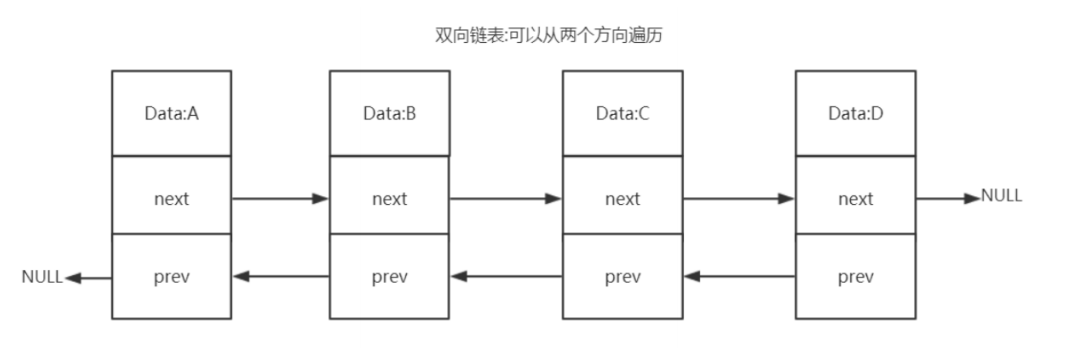 双向链表:可以从两个方向遍历
Data:A
Data:B
Data:C
Data:D
next
next
next
next
NULL
NULL
prev
prev
prev
prev